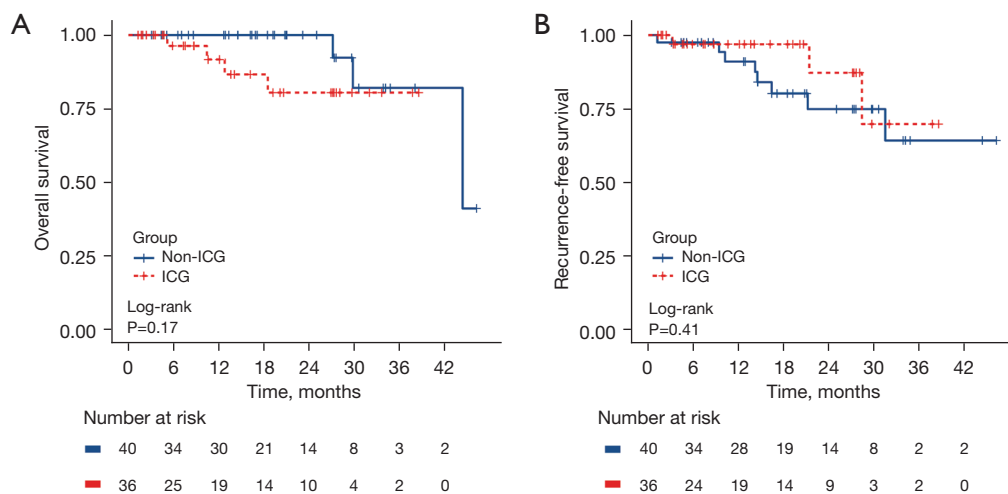 A
1.00
0.75
0.50
0.25
0.00
Overall survival
Group
Non-ICG
ICG
Log-rank
P=0.17
0 6 12 18 24 30 36 42
Time, months
Number at risk
40 34 30 21 14 8 3 2
36 25 19 14 10 4 2 0
B
1.00
0.75
0.50
0.25
0.00
Recurrence-free survival
Group
Non-ICG
ICG
Log-rank
P=0.41
0 6 12 18 24 30 36 42
Time, months
Number at risk
40 34 28 19 14 8 2 2
36 24 19 14 9 3 2 0